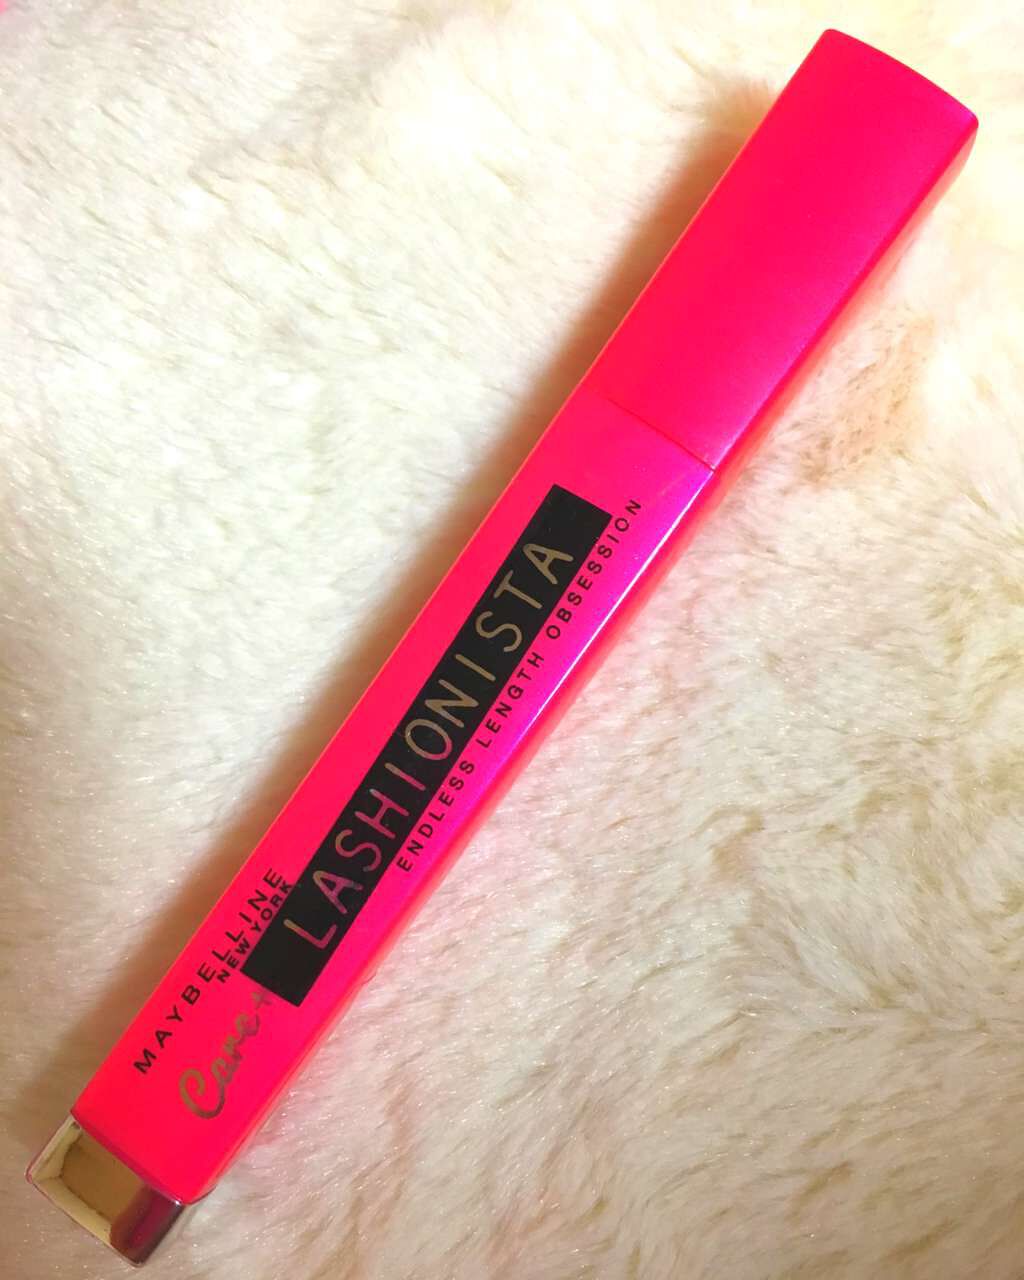 MAYBELLINE
NEW YORK
Care+
LASHIONISTA
ENDLESS LENGTH OBSESSION